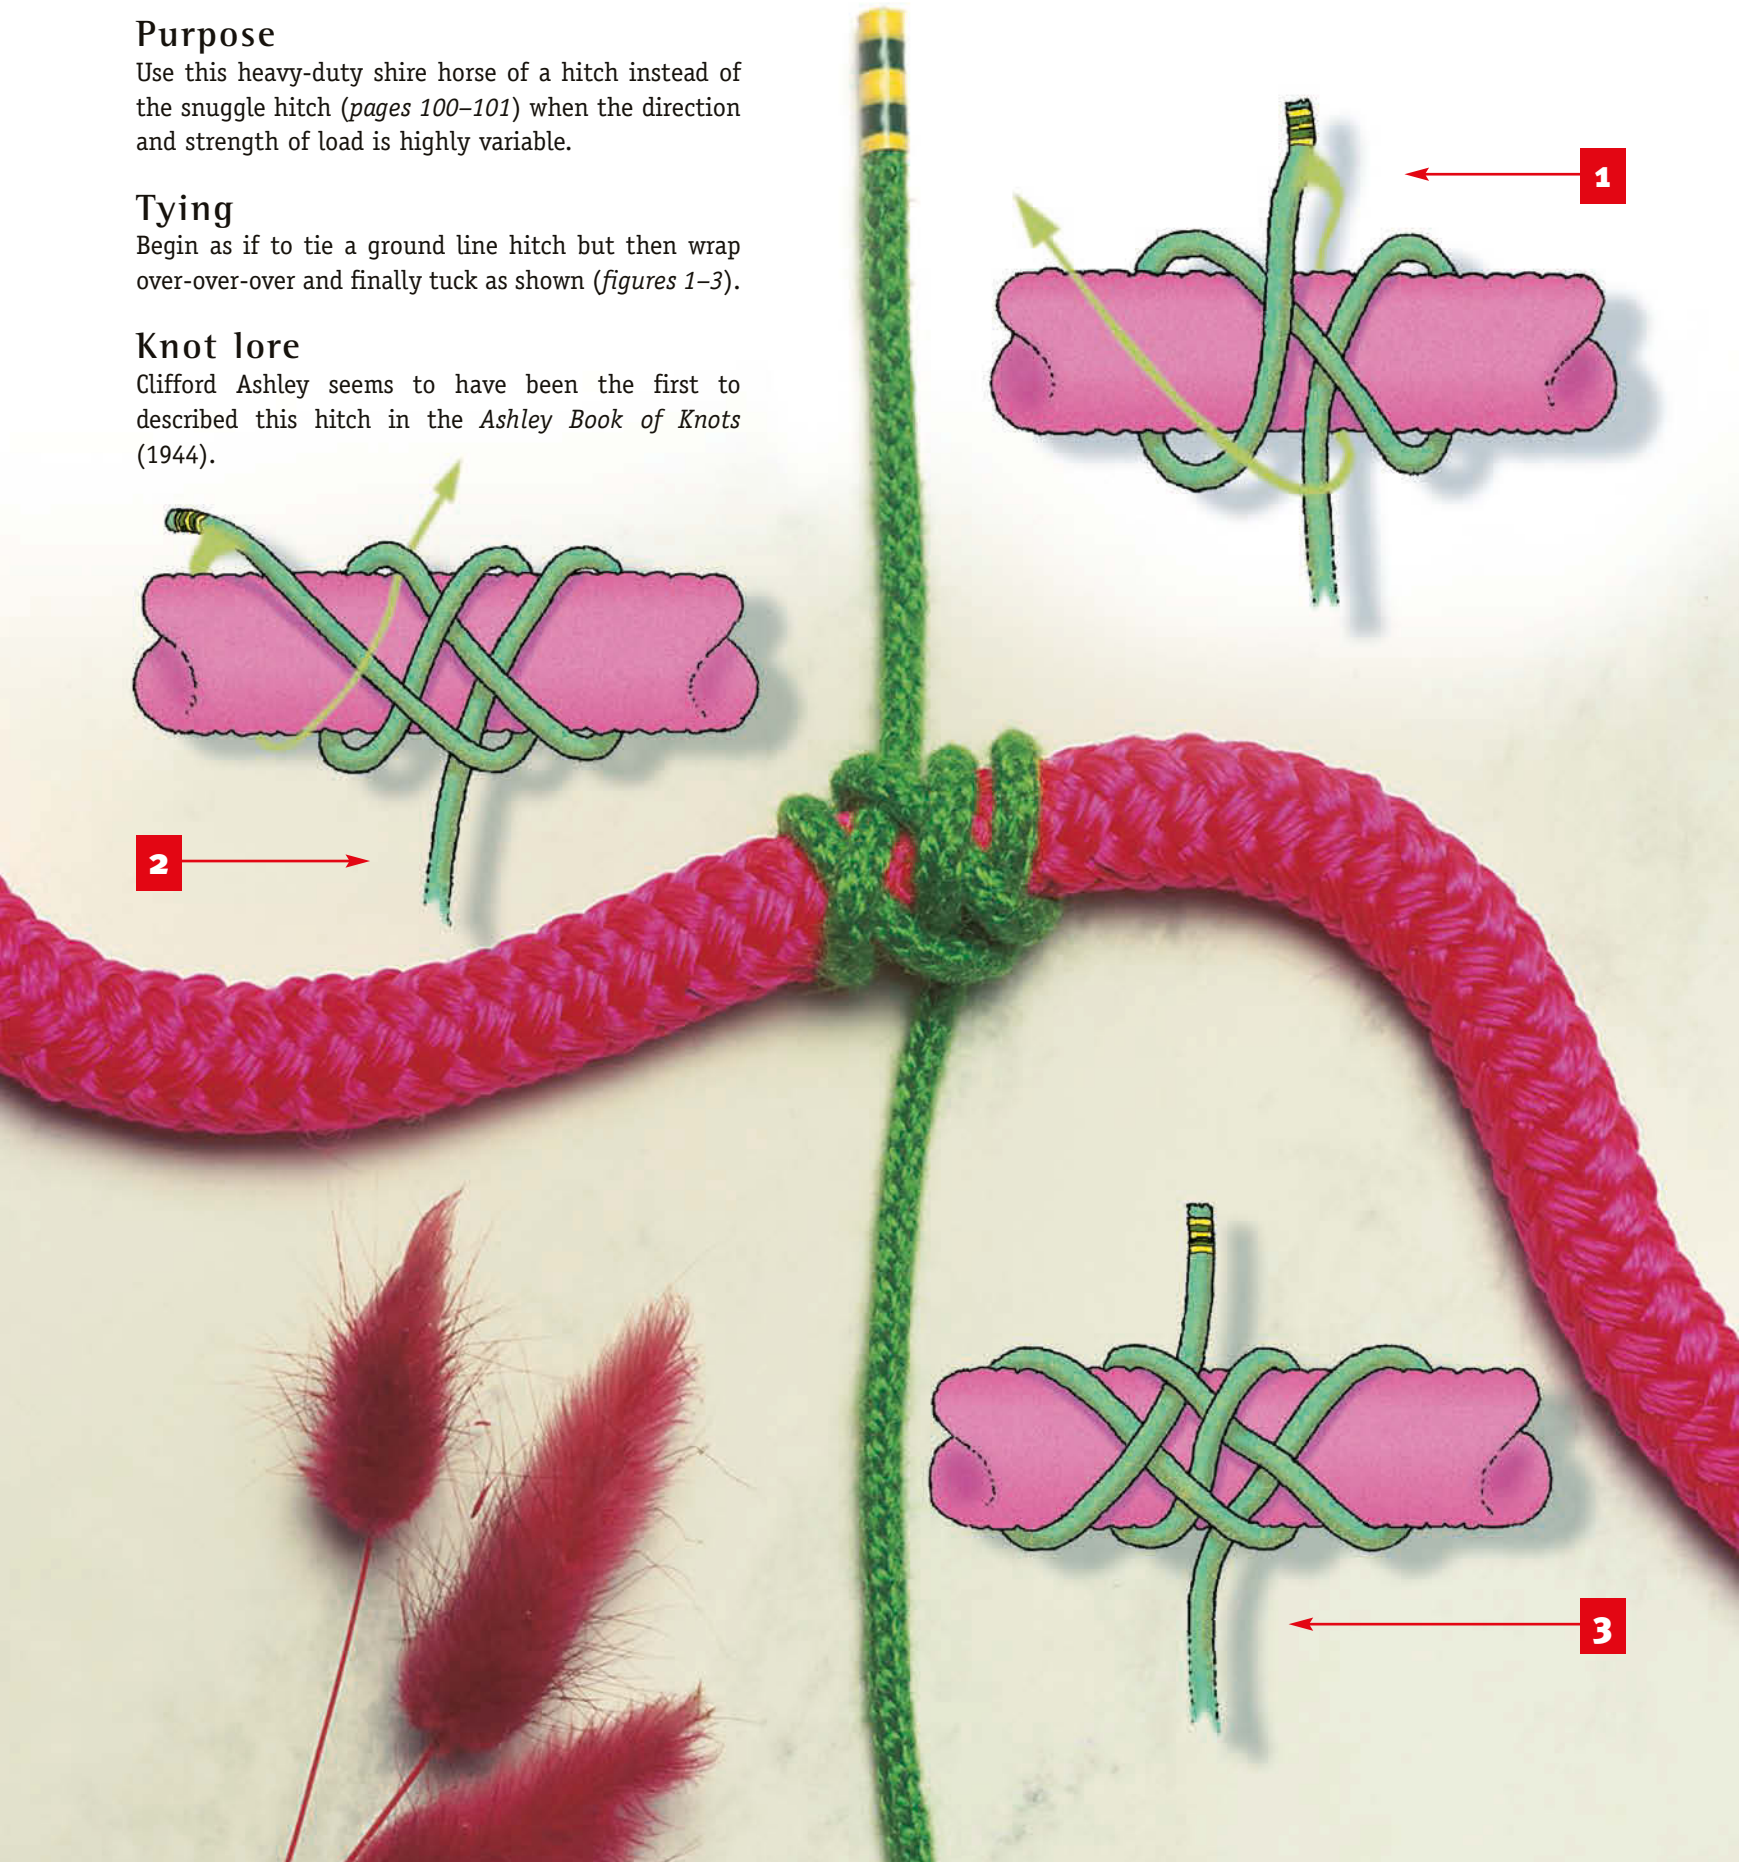 Purpose
Use this heavy-duty shire horse of a hitch instead of
the snuggle hitch (pages 100–101) when the direction
and strength of load is highly variable.
Tying
Begin as if to tie a ground line hitch but then wrap
over-over-over and finally tuck as shown (figures 1–3).
Knot lore
Clifford Ashley seems to have been the first to
described this hitch in the Ashley Book of Knots
(1944).
1
2
3